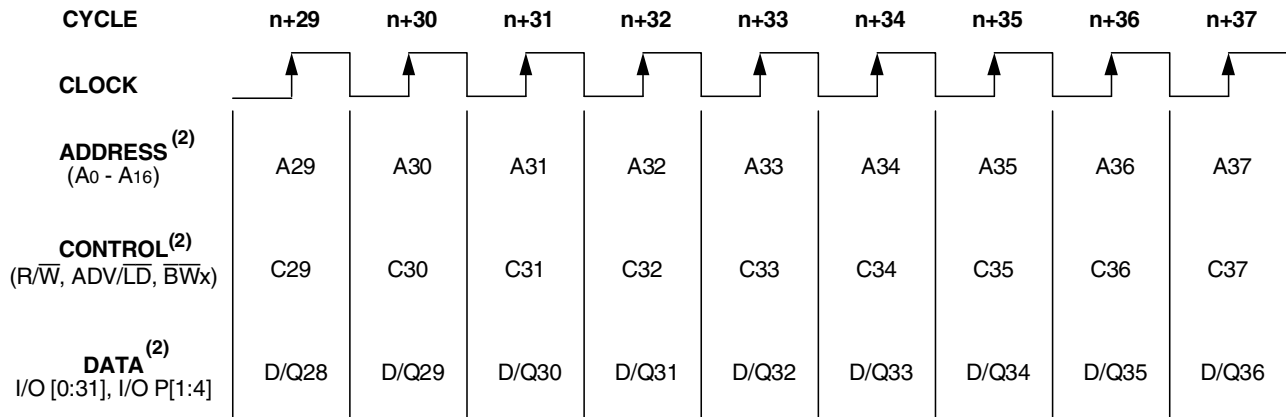 CYCLE n+29 n+30 n+31 n+32 n+33 n+34 n+35 n+36 n+37
CLOCK
ADDRESS(2)
(A0 - A16) A29 A30 A31 A32 A33 A34 A35 A36 A37
CONTROL(2)
(R/W̅, ADV/L̅D̅, B̅W̅x) C29 C30 C31 C32 C33 C34 C35 C36 C37
DATA(2)
I/O [0:31], I/O P[1:4] D/Q28 D/Q29 D/Q30 D/Q31 D/Q32 D/Q33 D/Q34 D/Q35 D/Q36